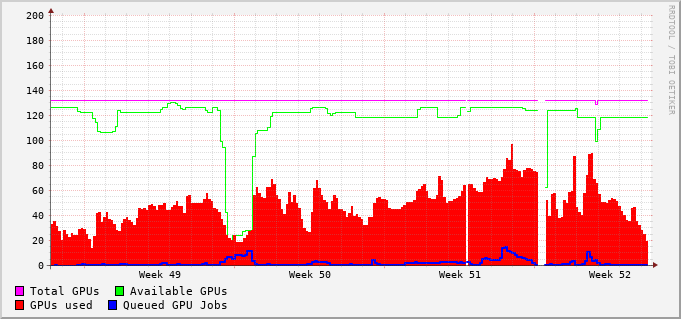 200
180
160
140
120
100
80
60
40
20
0
Week 49 Week 50 Week 51 Week 52
Total GPUs Available GPUs
GPUs used Queued GPU Jobs
RRDTOOL / TOBI OETIKER